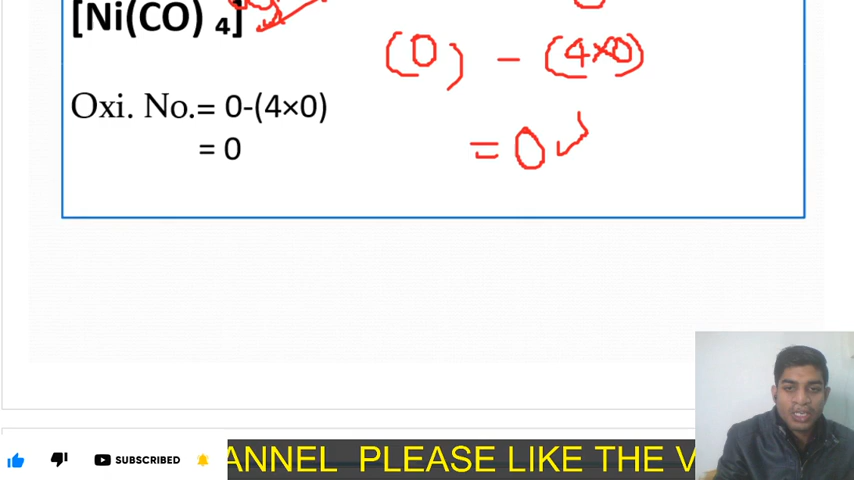 [Ni(CO) 4]
(0) - (4×0)
Oxi. No.= 0-(4×0)
= 0
= 0
SUBSCRIBED
ANNEL PLEASE LIKE THE V